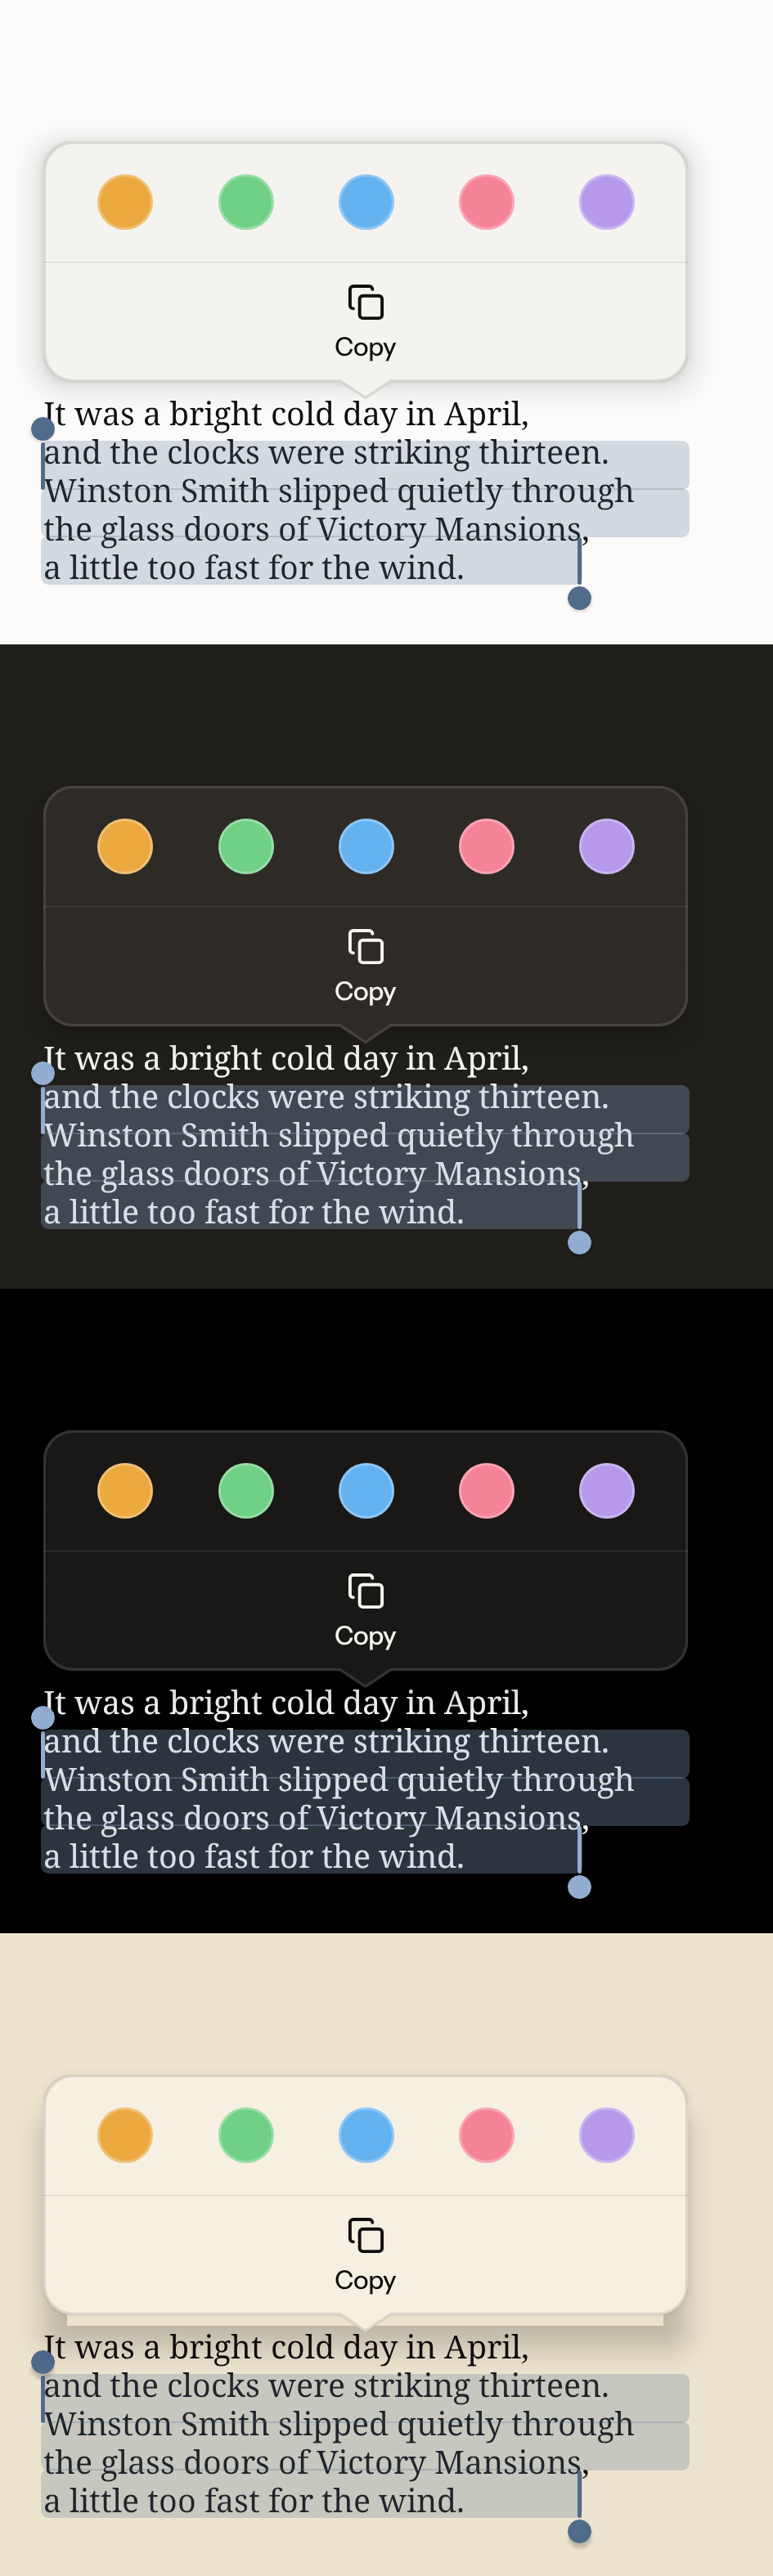 Copy
It was a bright cold day in April,
and the clocks were striking thirteen.
Winston Smith slipped quietly through
the glass doors of Victory Mansions,
a little too fast for the wind.
Copy
It was a bright cold day in April,
and the clocks were striking thirteen.
Winston Smith slipped quietly through
the glass doors of Victory Mansions,
a little too fast for the wind.
Copy
It was a bright cold day in April,
and the clocks were striking thirteen.
Winston Smith slipped quietly through
the glass doors of Victory Mansions,
a little too fast for the wind.
Copy
It was a bright cold day in April,
and the clocks were striking thirteen.
Winston Smith slipped quietly through
the glass doors of Victory Mansions,
a little too fast for the wind.